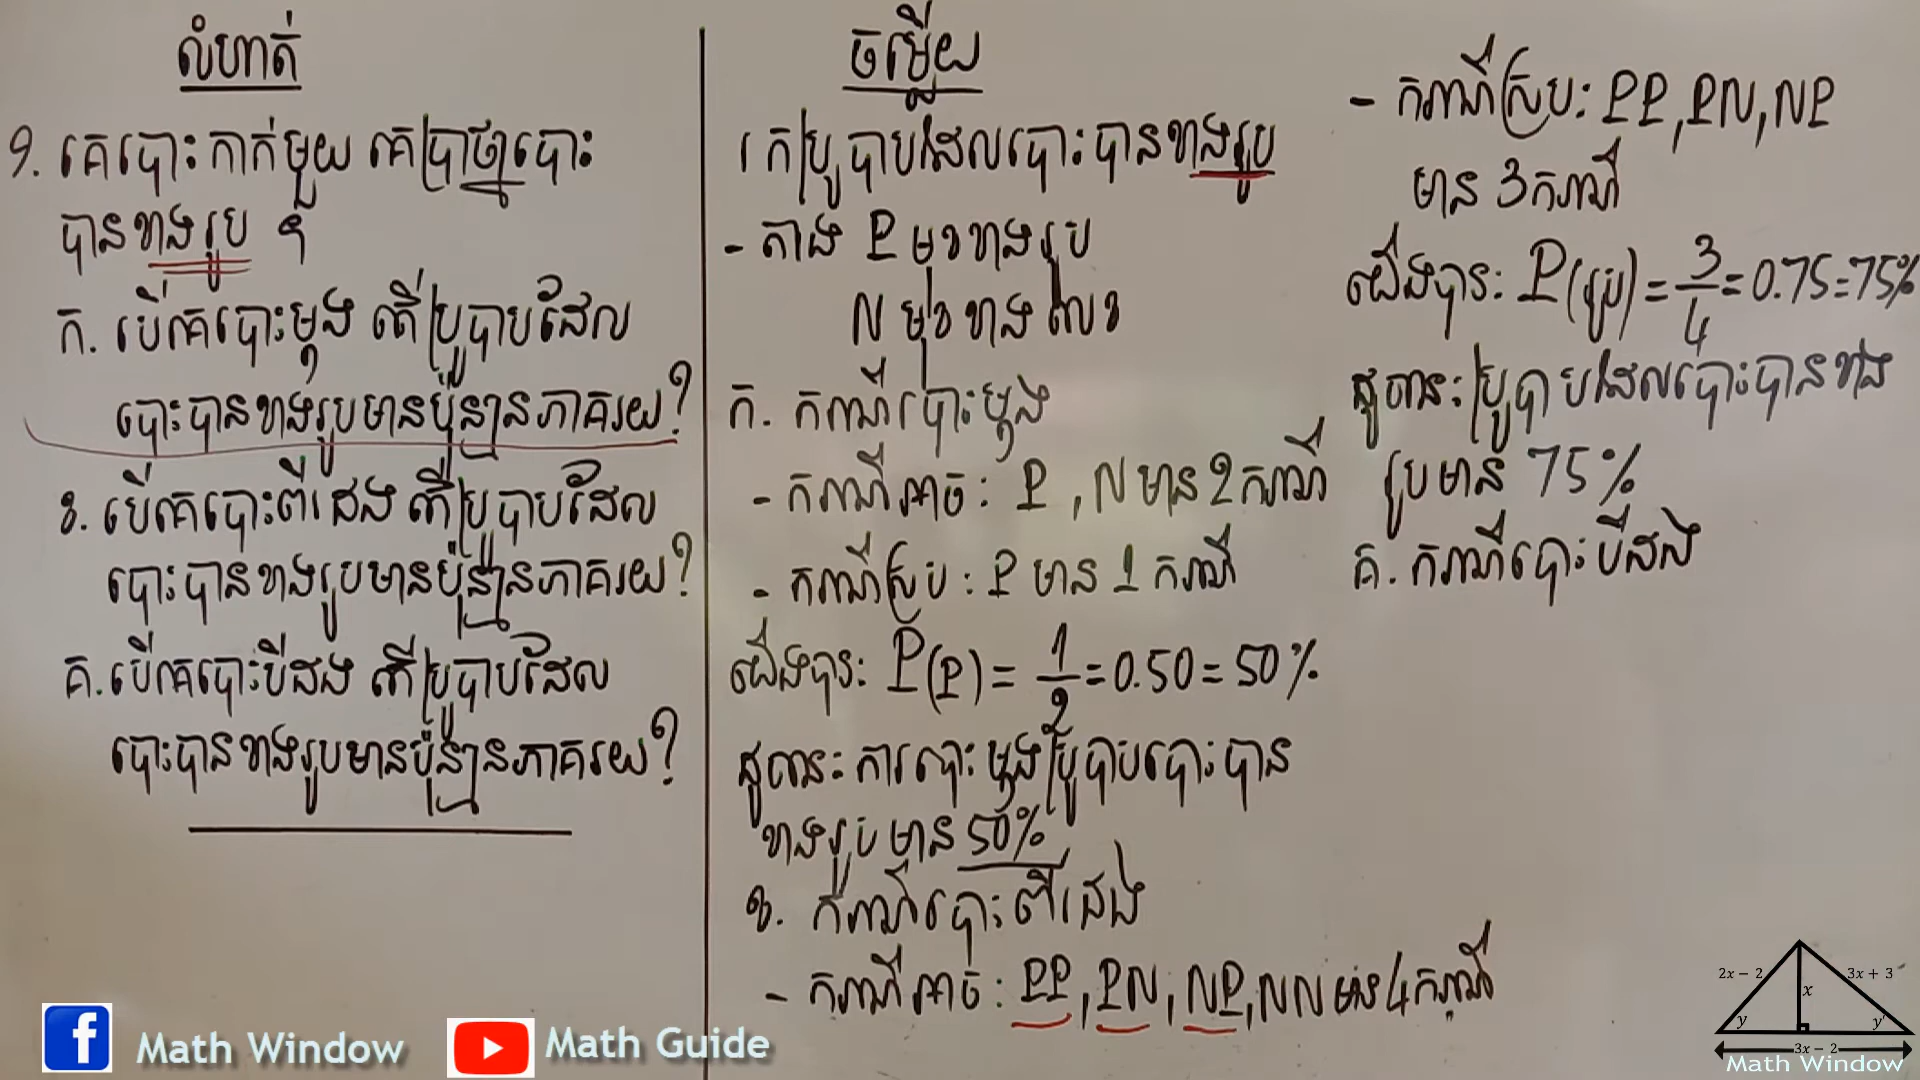 លំហាត់
១. គេបោះកាក់មួយ គេប្រាថ្នាបោះ
បានខាងរូប ។
ក. បើគេបោះម្តង តើប្រូបាបដែល
បោះបានខាងរូបមានប៉ុន្មានភាគរយ?
ខ. បើគេបោះពីរដង តើប្រូបាបដែល
បោះបានខាងរូបមានប៉ុន្មានភាគរយ?
គ. បើគេបោះបីដង តើប្រូបាបដែល
បោះបានខាងរូបមានប៉ុន្មានភាគរយ?
ចម្លើយ
រកប្រូបាបដែលបោះបានខាងរូប
- តាង P មុខខាងរូប
N មុខខាងលេខ
ក. ករណីបោះម្តង
- ករណីអាច: P , N មាន 2 ករណី
- ករណីស្រប: P មាន 1 ករណី
យើងបាន: P(P) = 1/2 = 0.50 = 50%
ដូចនេះ ការបោះម្តងប្រូបាបបោះបាន
ខាងរូបមាន 50%
ខ. ករណីបោះពីរដង
- ករណីអាច: PP, PN, NP, NN មាន 4 ករណី
- ករណីស្រប: PP, PN, NP
មាន 3 ករណី
យើងបាន: P(រូប) = 3/4 = 0.75 = 75%
ដូចនេះ ប្រូបាបដែលបោះបានខាង
រូបមាន 75%
គ. ករណីបោះបីដង
Math Window
Math Guide
2x − 2
3x + 3
x
y
y'
3x − 2
Math Window